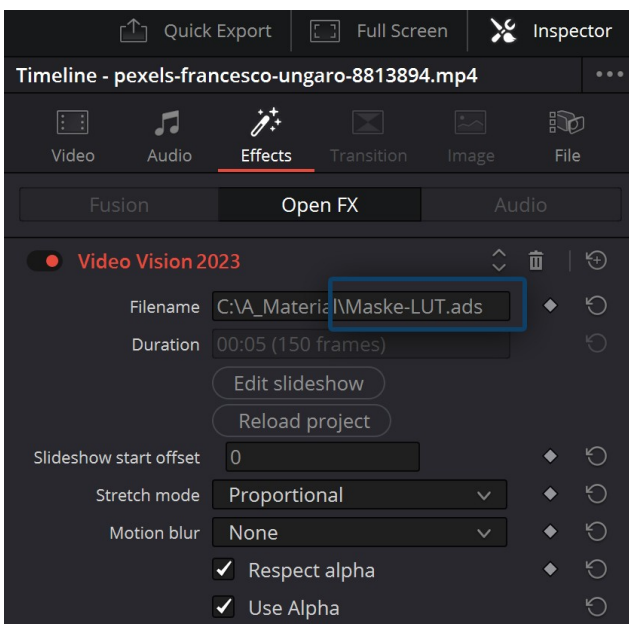 Quick Export Full Screen Inspector
Timeline - pexels-francesco-ungaro-8813894.mp4
Video Audio Effects Transition Image File
Fusion Open FX Audio
Video Vision 2023
Filename C:\A_Material\Maske-LUT.ads
Duration 00:05 (150 frames)
Edit slideshow
Reload project
Slideshow start offset 0
Stretch mode Proportional
Motion blur None
Respect alpha
Use Alpha